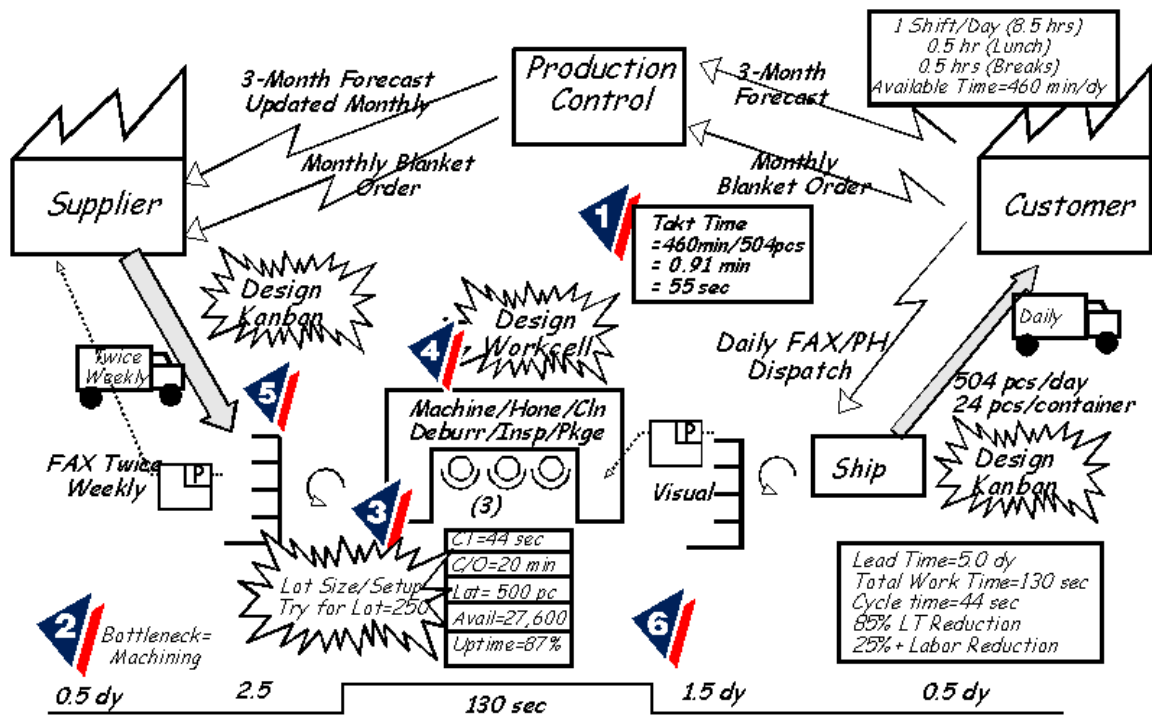 1 Shift/Day (8.5 hrs)
0.5 hr (Lunch)
0.5 hrs (Breaks)
Available Time=460 min/dy
3-Month Forecast
Updated Monthly
Production
Control
3-Month
Forecast
Monthly Blanket
Order
Monthly
Blanket Order
Supplier
Customer
1
Takt Time
=460min/504pcs
= 0.91 min
= 55 sec
Design
Kanban
Design
Workcell
4
Twice
Weekly
Daily
Daily FAX/PH
Dispatch
5
504 pcs/day
24 pcs/container
Machine/Hone/Cln
Deburr/Insp/Pkge
FAX Twice
Weekly
P
P
Visual
Ship
Design
Kanban
3
(3)
CT=44 sec
C/O=20 min
Lot= 500 pc
Avail=27,600
Uptime=87%
Lot Size/Setup
Try for Lot=250
Lead Time=5.0 dy
Total Work Time=130 sec
Cycle time=44 sec
85% LT Reduction
25%+ Labor Reduction
2
Bottleneck=
Machining
6
0.5 dy
2.5
130 sec
1.5 dy
0.5 dy